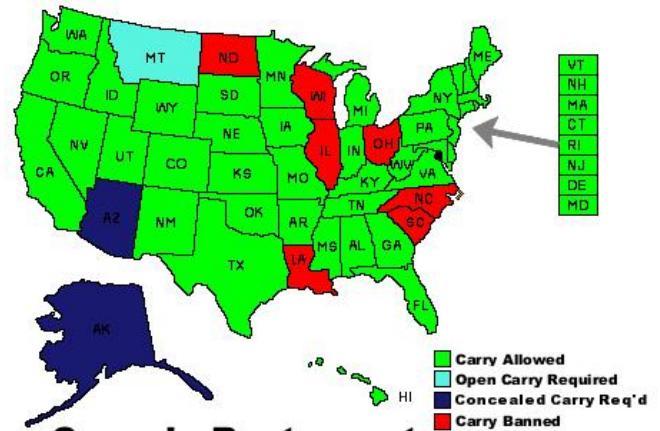 WA
MT
ND
MN
ME
OR
ID
WY
SD
WI
MI
NY
VT
NH
MA
CT
RI
NJ
DE
MD
NV
UT
CO
NE
IA
IL
IN
OH
PA
CA
AZ
NM
KS
MO
KY
WV
VA
OK
AR
TN
NC
SC
TX
LA
MS
AL
GA
FL
AK
HI
Carry Allowed
Open Carry Required
Concealed Carry Req'd
Carry Banned